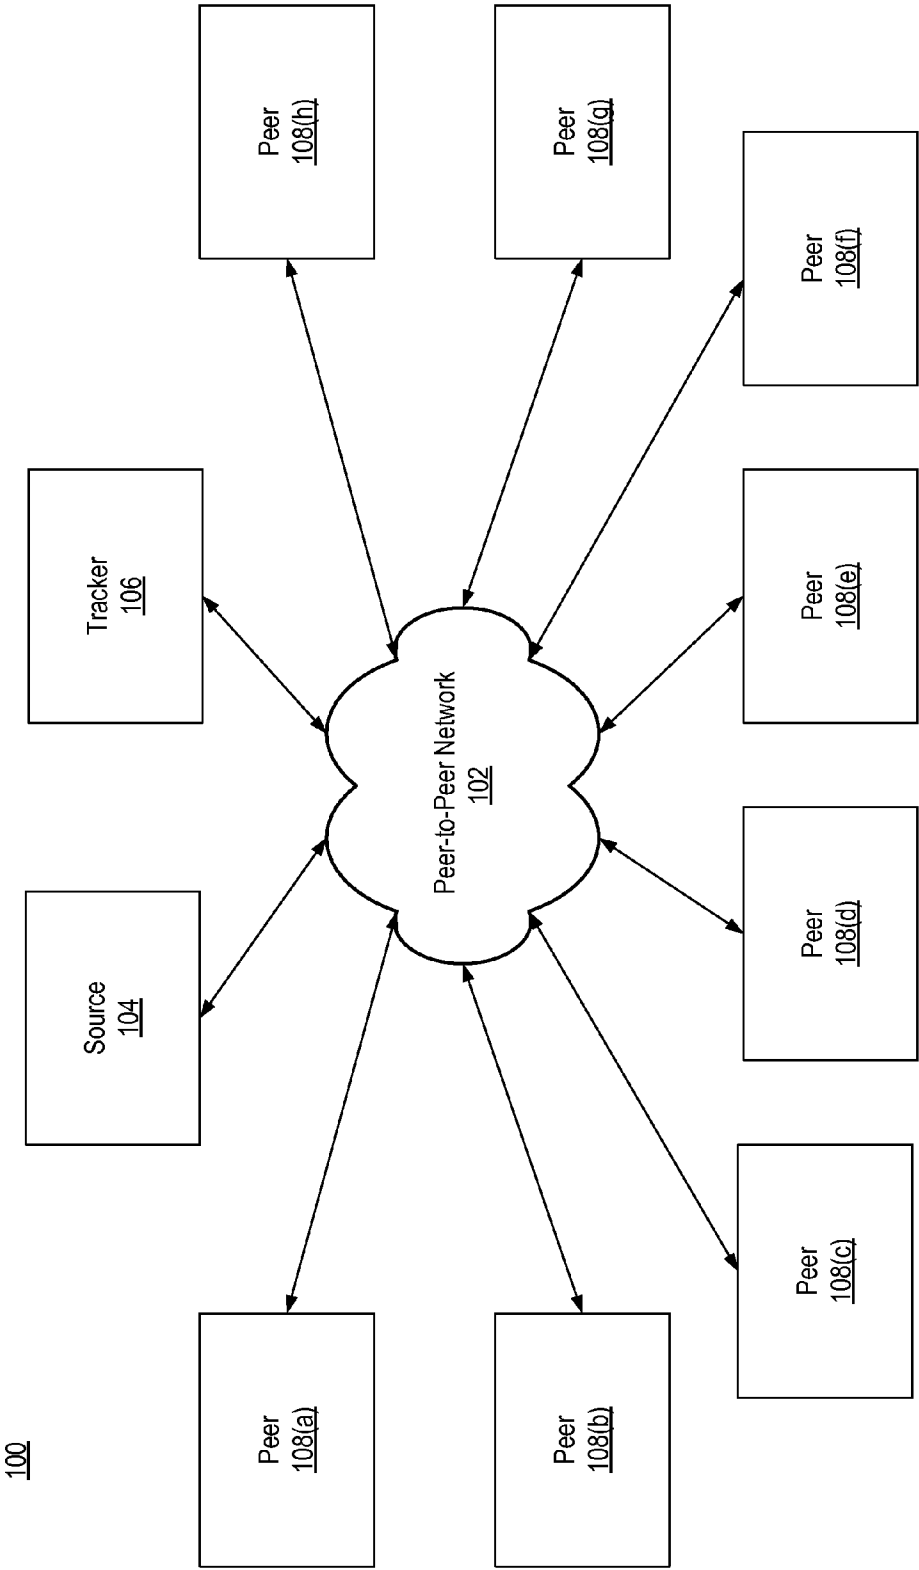 100
Source
104
Tracker
106
Peer
108(a)
Peer-to-Peer Network
102
Peer
108(h)
Peer
108(b)
Peer
108(g)
Peer
108(c)
Peer
108(d)
Peer
108(e)
Peer
108(f)